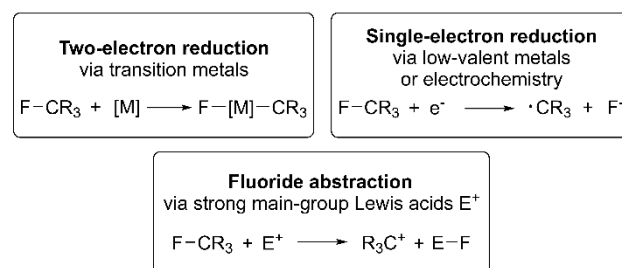 Two-electron reduction
via transition metals
F–CR₃ + [M] ⟶ F–[M]–CR₃
Single-electron reduction
via low-valent metals
or electrochemistry
F–CR₃ + e⁻ ⟶ ·CR₃ + F⁻
Fluoride abstraction
via strong main-group Lewis acids E⁺
F–CR₃ + E⁺ ⟶ R₃C⁺ + E–F